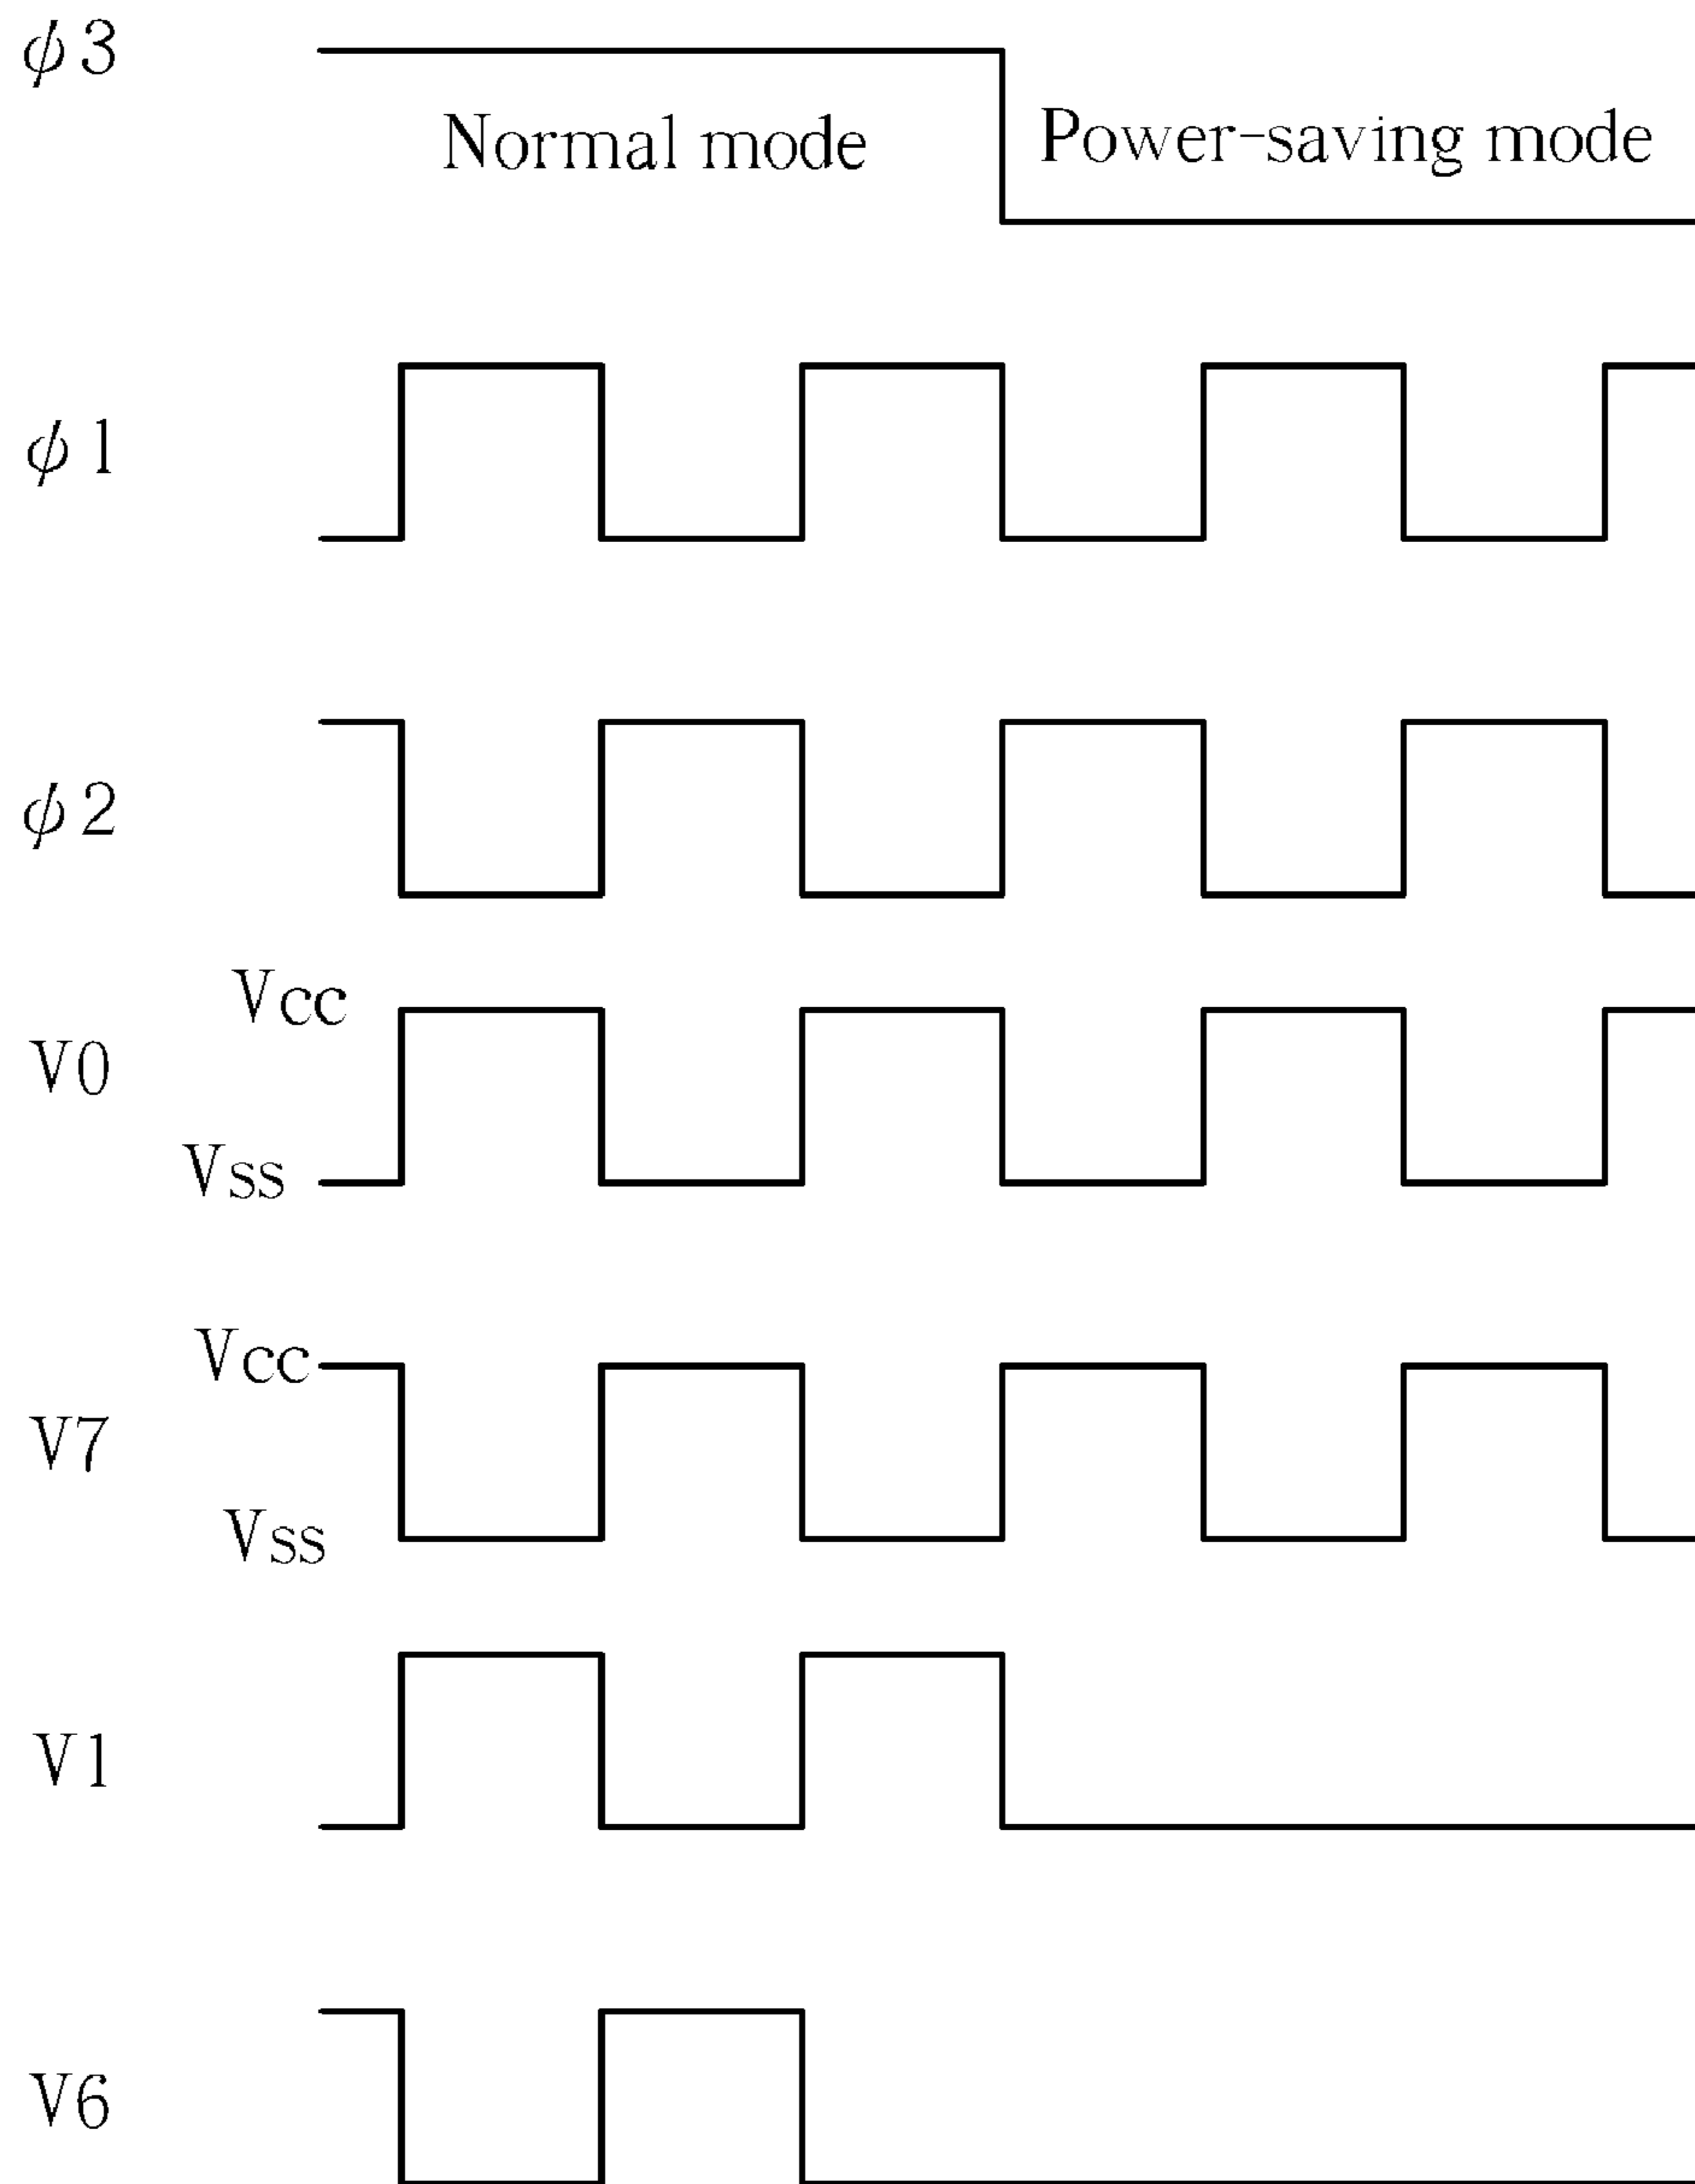 ϕ3
Normal mode
Power-saving mode
ϕ1
ϕ2
Vcc
V0
Vss
Vcc
V7
Vss
V1
V6